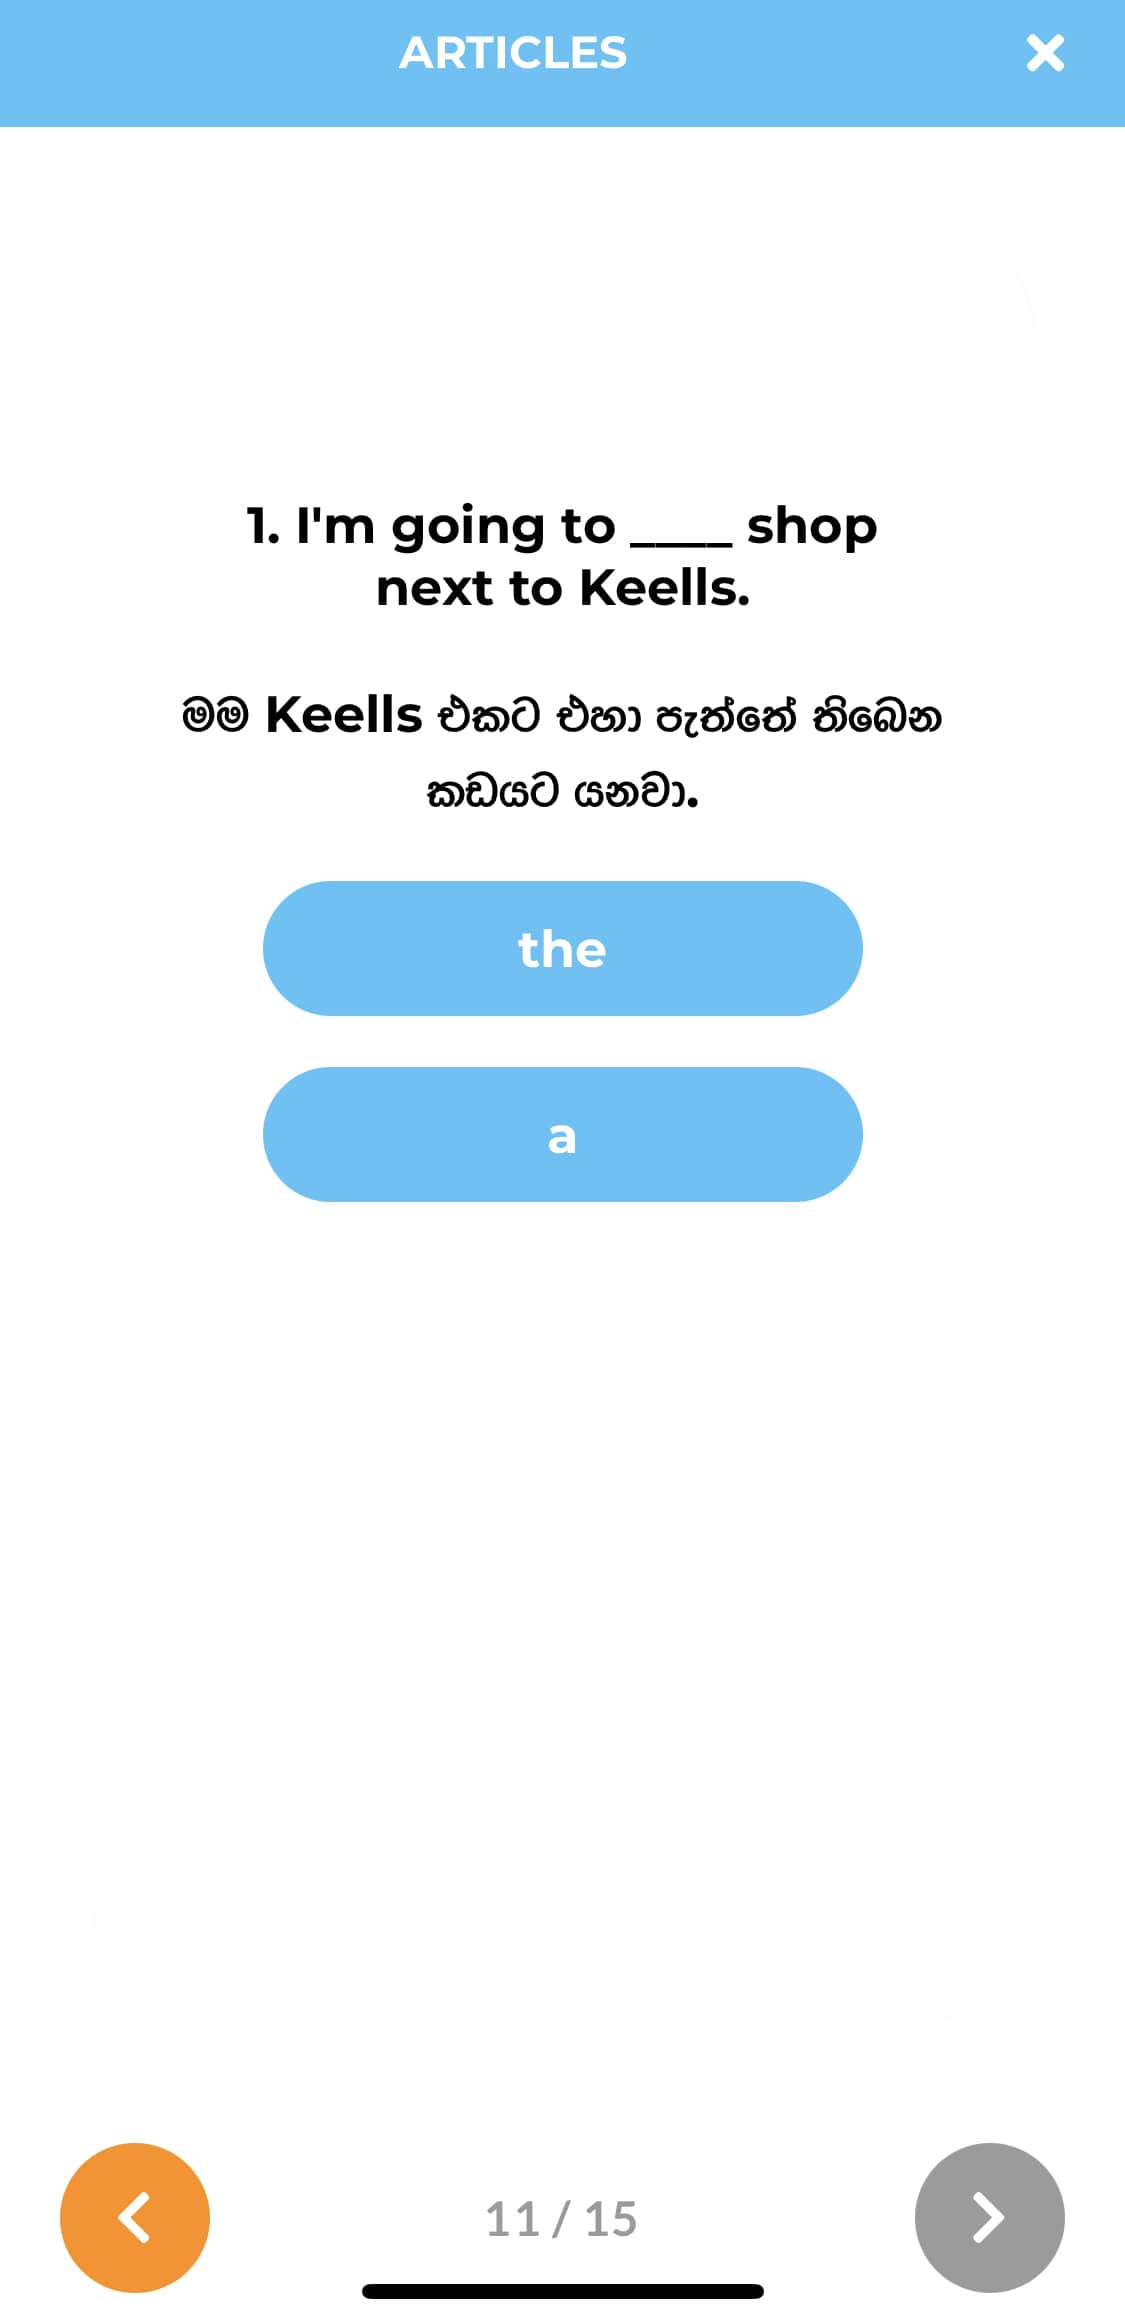 ARTICLES
1. I'm going to ____ shop
next to Keells.
මම Keells එකට එහා පැත්තේ තිබෙන
කඩයට යනවා.
the
a
11 / 15